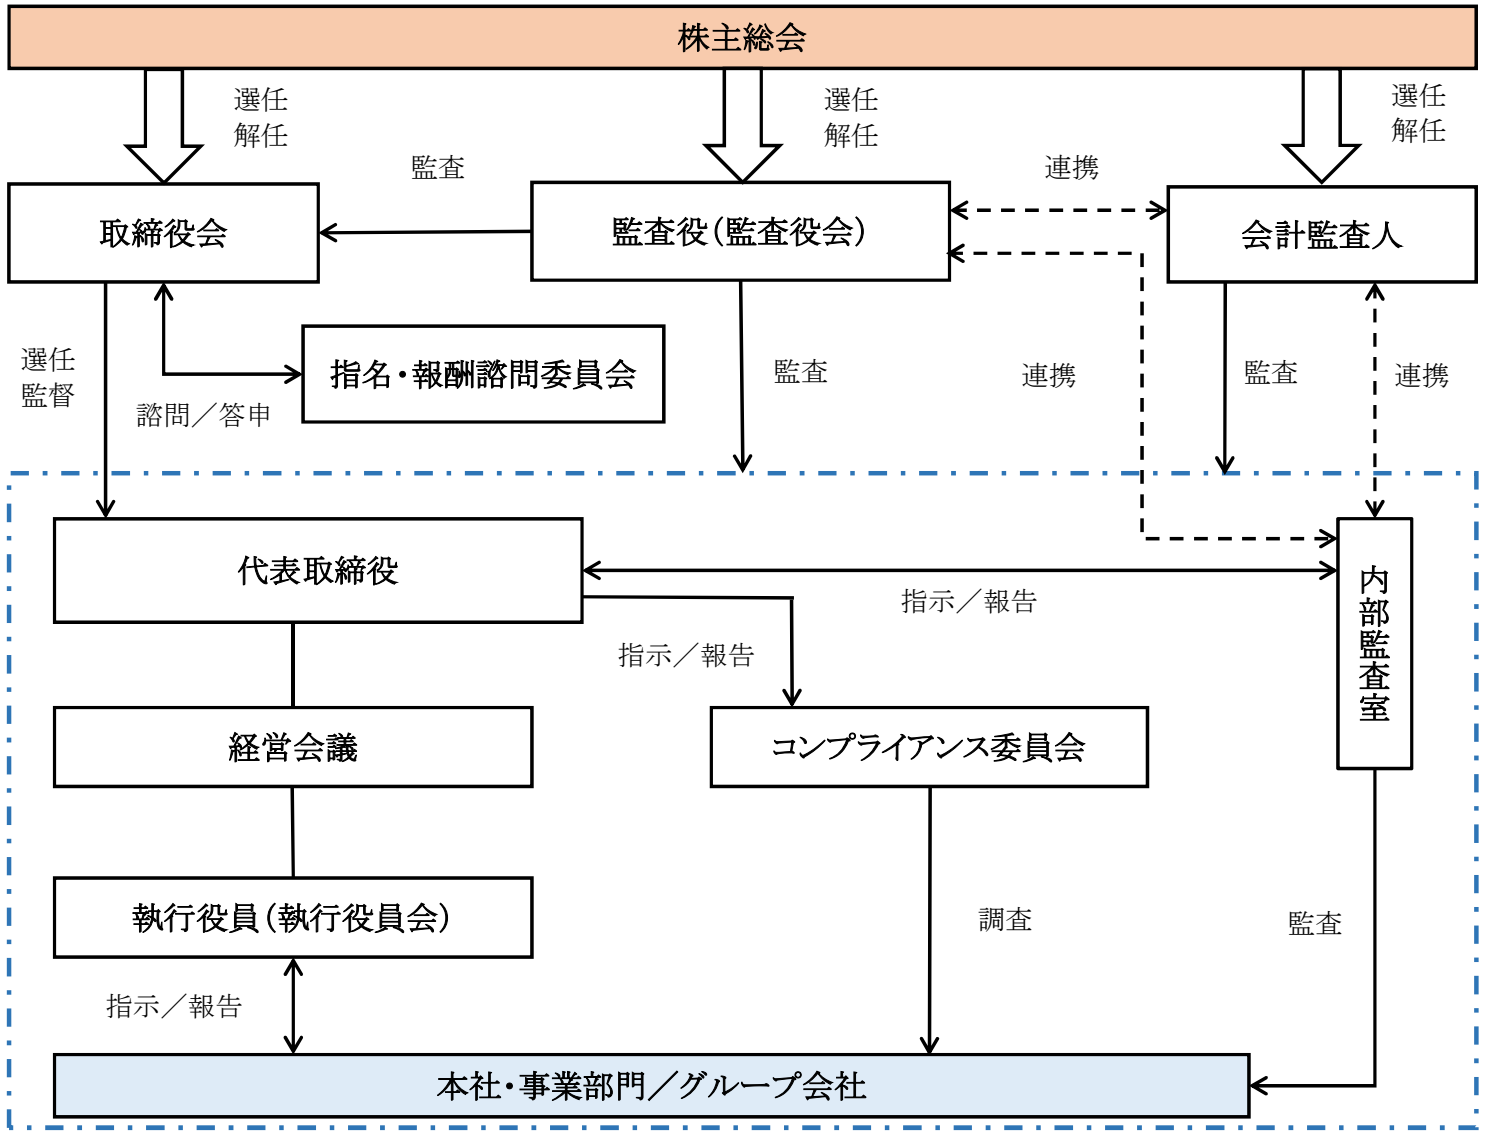 株主総会
選任
解任
選任
解任
選任
解任
監査
連携
取締役会
監査役（監査役会）
会計監査人
選任
監督
指名・報酬諮問委員会
諮問／答申
監査
連携
監査
連携
代表取締役
内部監査室
指示／報告
指示／報告
経営会議
コンプライアンス委員会
執行役員（執行役員会）
調査
監査
指示／報告
本社・事業部門／グループ会社